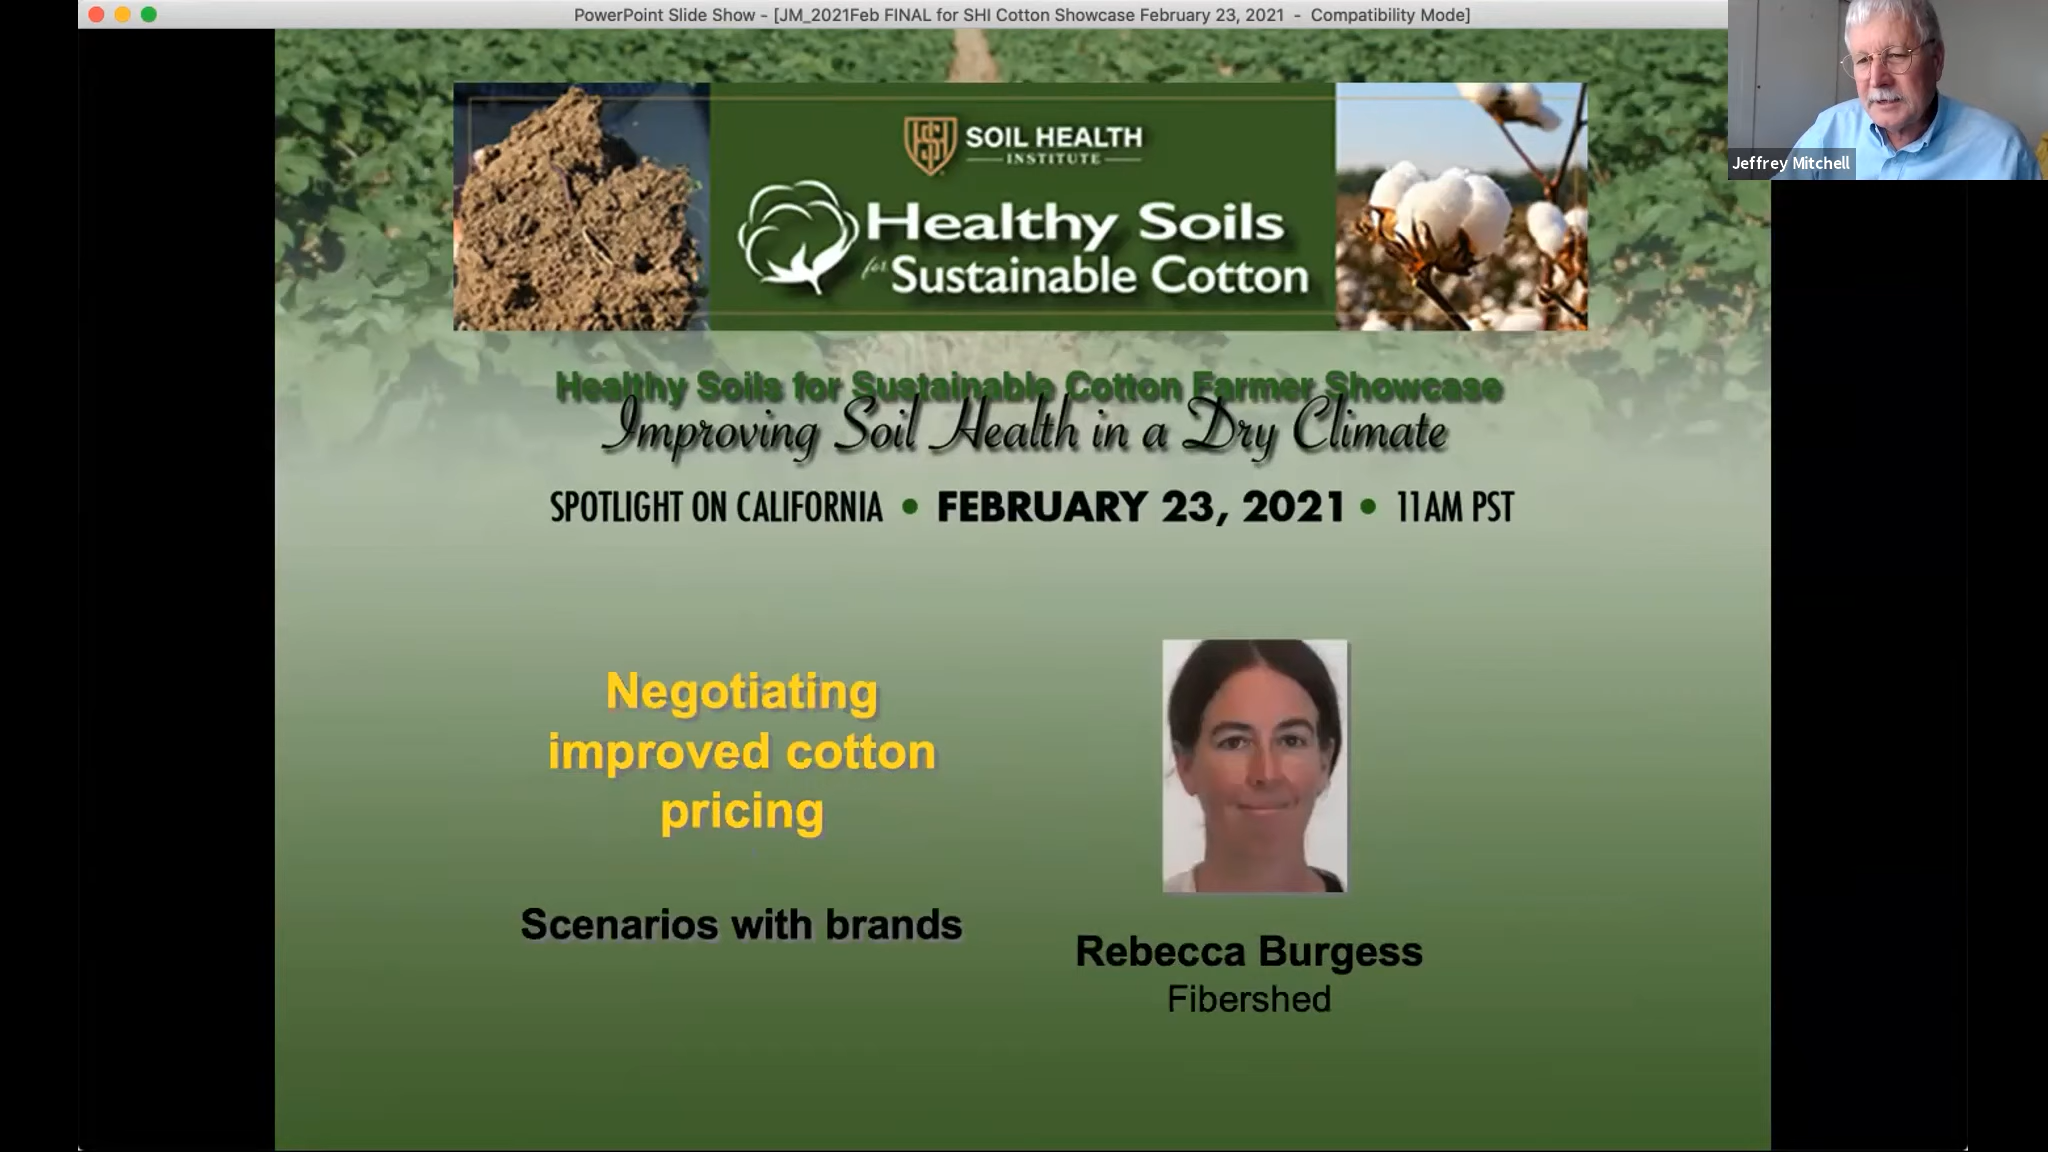 PowerPoint Slide Show - [JM_2021Feb FINAL for SHI Cotton Showcase February 23, 2021 - Compatibility Mode]
Jeffrey Mitchell
SOIL HEALTH
INSTITUTE
Healthy Soils
for Sustainable Cotton
Healthy Soils for Sustainable Cotton Farmer Showcase
Improving Soil Health in a Dry Climate
SPOTLIGHT ON CALIFORNIA • FEBRUARY 23, 2021 • 11AM PST
Negotiating
improved cotton
pricing
Scenarios with brands
Rebecca Burgess
Fibershed